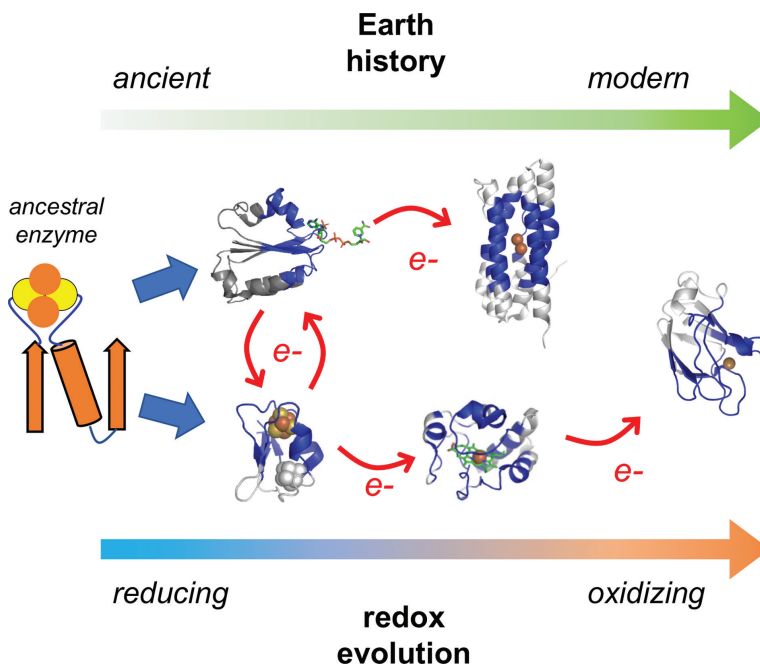 Earth
history
ancient
modern
ancestral
enzyme
e-
e-
e-
e-
reducing
oxidizing
redox
evolution